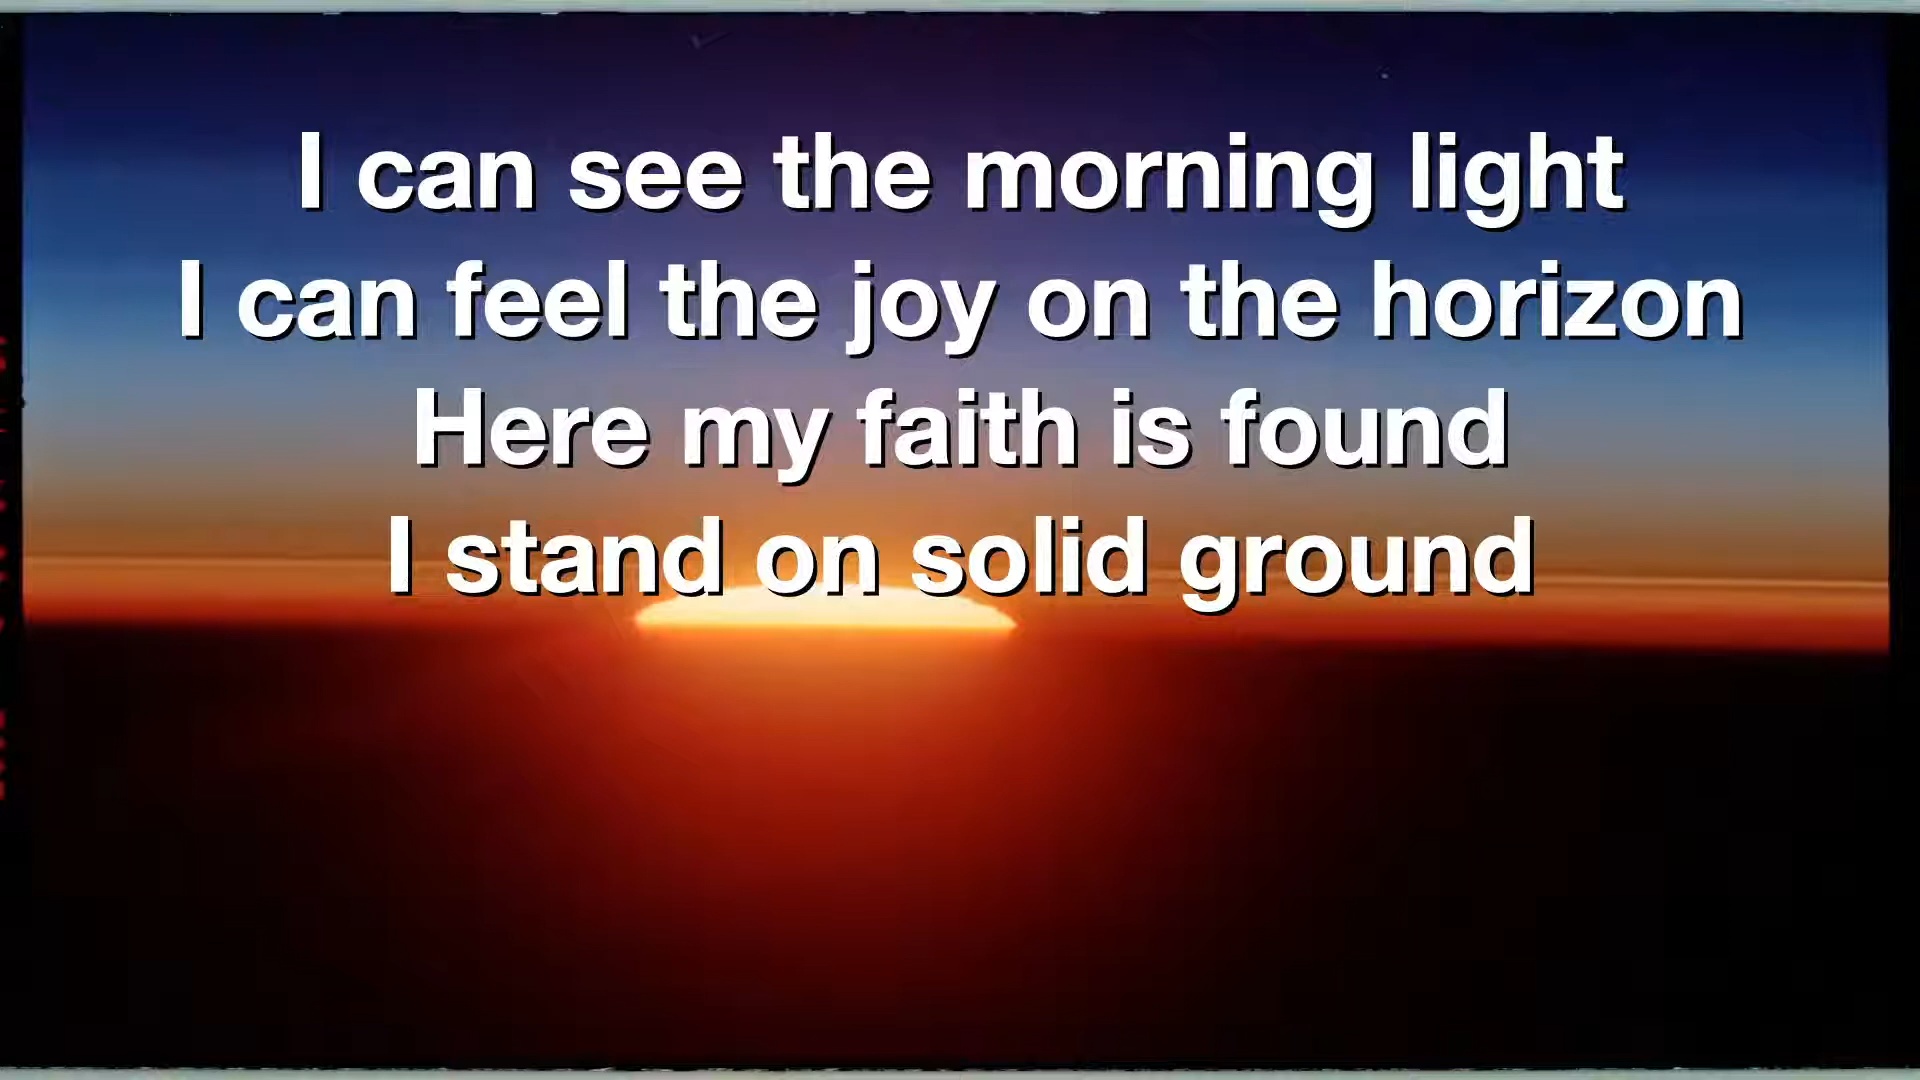 I can see the morning light
I can feel the joy on the horizon
Here my faith is found
I stand on solid ground